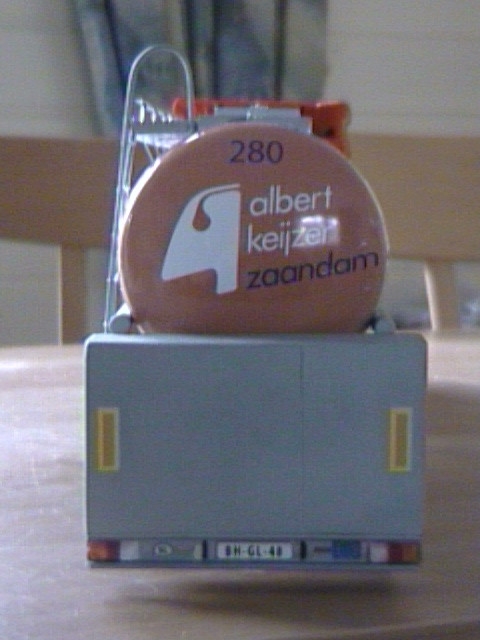 280
albert
keijzer
zaandam
BH-GL-48